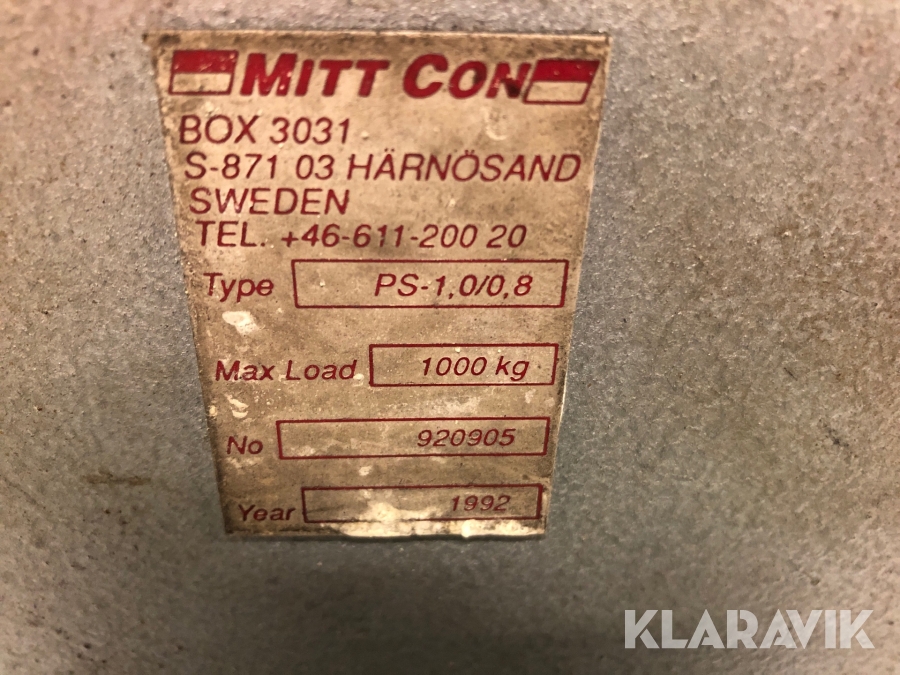 MITT CON
BOX 3031
S-871 03 HÄRNÖSAND
SWEDEN
TEL. +46-611-200 20
Type PS-1,0/0,8
Max Load 1000 kg
No 920905
Year 1992
KLARAVIK